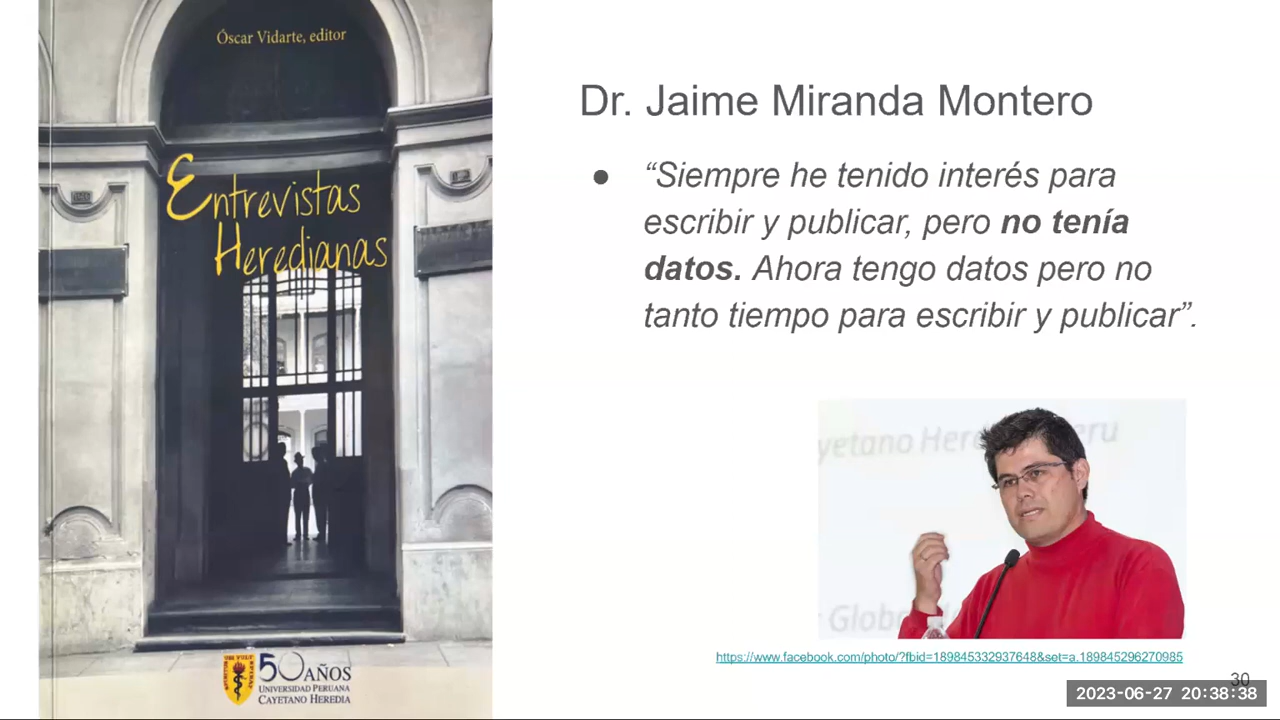 Óscar Vidarte, editor
Entrevistas
Heredianas
50 AÑOS
UNIVERSIDAD PERUANA
CAYETANO HEREDIA
Dr. Jaime Miranda Montero
● “Siempre he tenido interés para
escribir y publicar, pero no tenía
datos. Ahora tengo datos pero no
tanto tiempo para escribir y publicar”.
https://www.facebook.com/photo/?fbid=189845332937648&set=a.189845296270985
30
2023-06-27 20:38:38